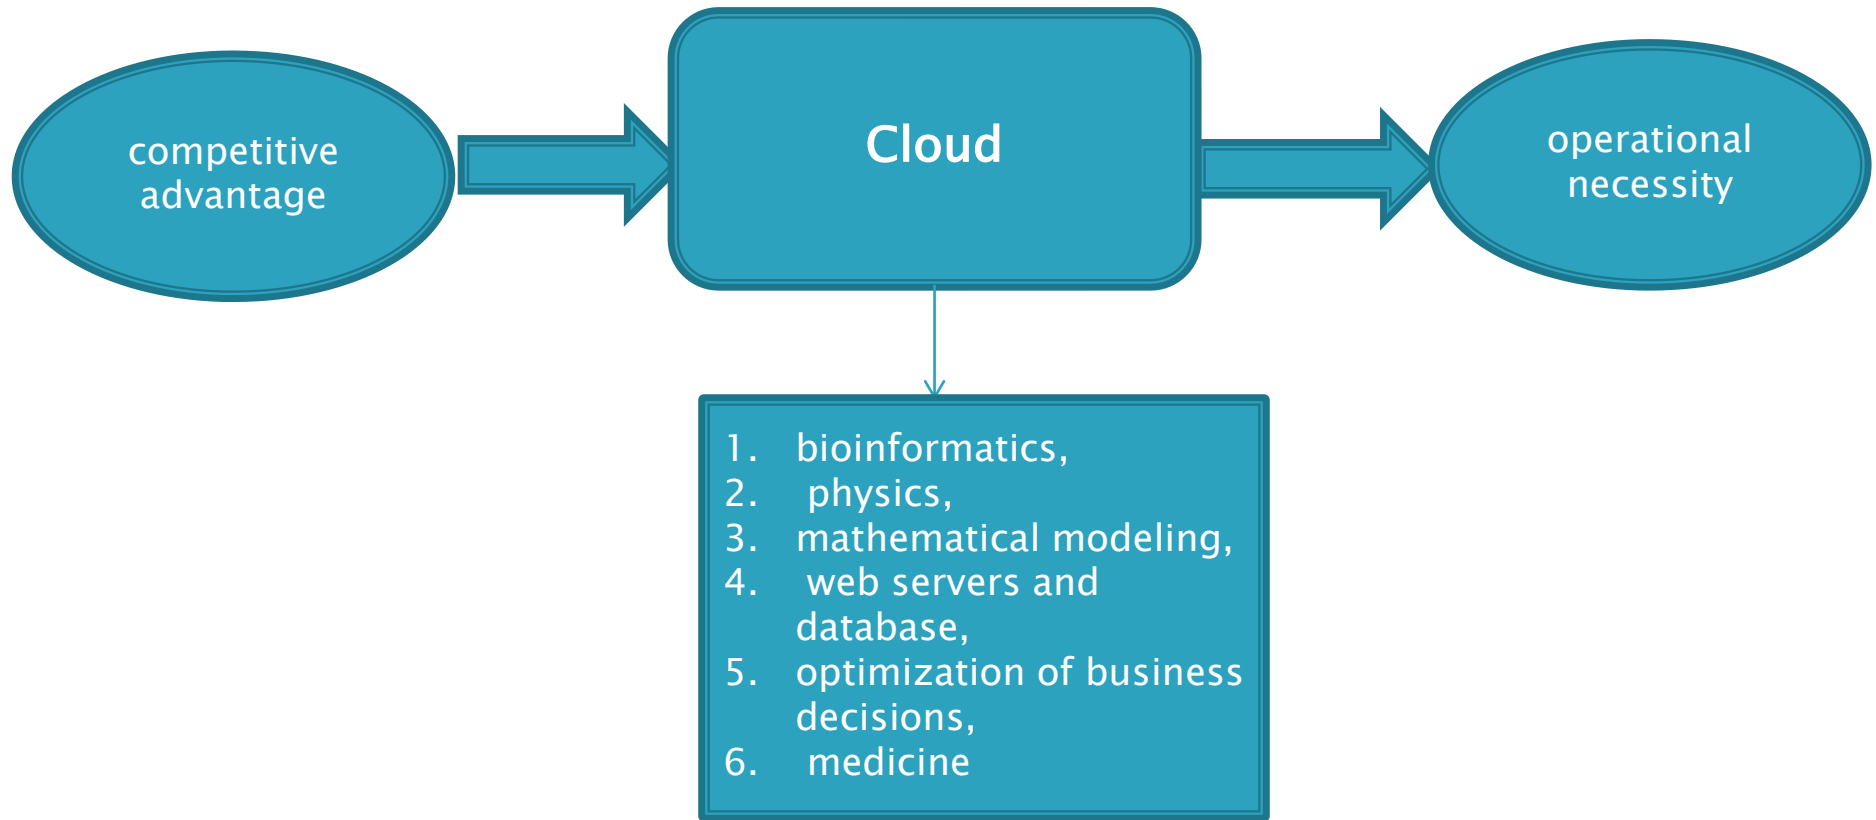 competitive
advantage
Cloud
operational
necessity
1. bioinformatics,
2. physics,
3. mathematical modeling,
4. web servers and
database,
5. optimization of business
decisions,
6. medicine